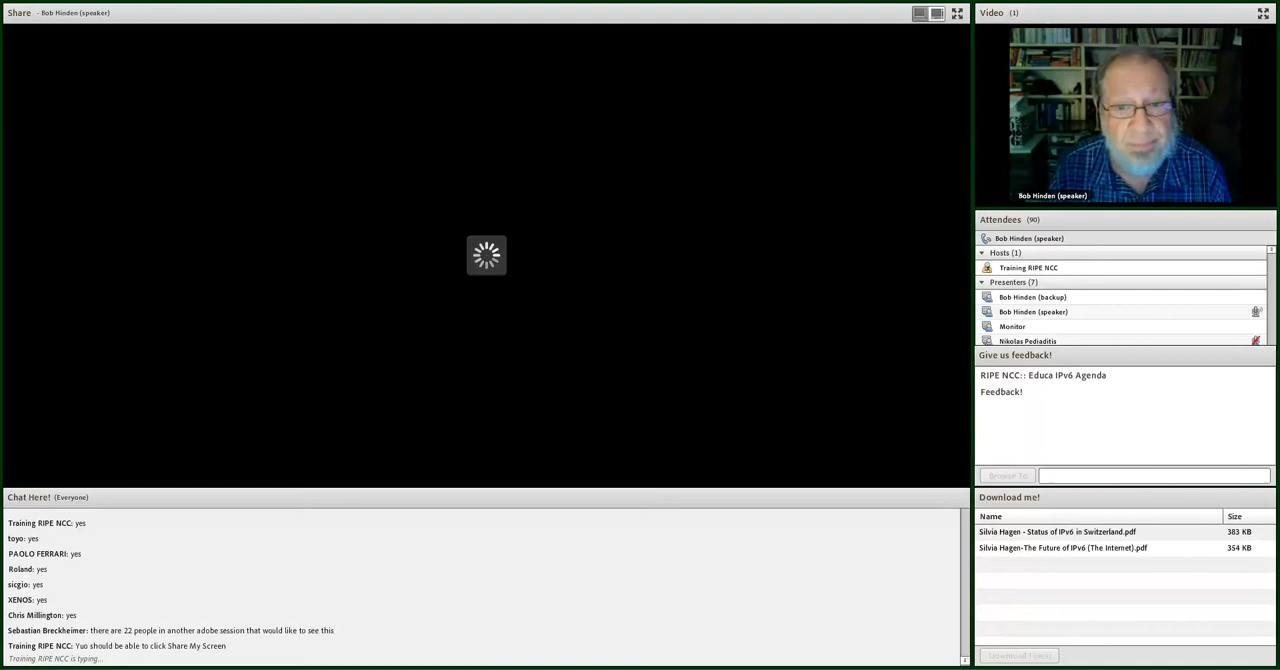 Share - Bob Hinden (speaker)
Video (1)
Bob Hinden (speaker)
Attendees (90)
Bob Hinden (speaker)
Hosts (1)
Training RIPE NCC
Presenters (7)
Bob Hinden (backup)
Bob Hinden (speaker)
Monitor
Nikolas Pediaditis
Give us feedback!
RIPE NCC:: Educa IPv6 Agenda
Feedback!
Browse To
Chat Here! (Everyone)
Training RIPE NCC: yes
toyo: yes
PAOLO FERRARI: yes
Roland: yes
sicgio: yes
XENOS: yes
Chris Millington: yes
Sebastian Breckheimer: there are 22 people in another adobe session that would like to see this
Training RIPE NCC: Yuo should be able to click Share My Screen
Training RIPE NCC is typing...
Download me!
Name Size
Silvia Hagen - Status of IPv6 in Switzerland.pdf 383 KB
Silvia Hagen-The Future of IPv6 (The Internet).pdf 354 KB
Download File(s)